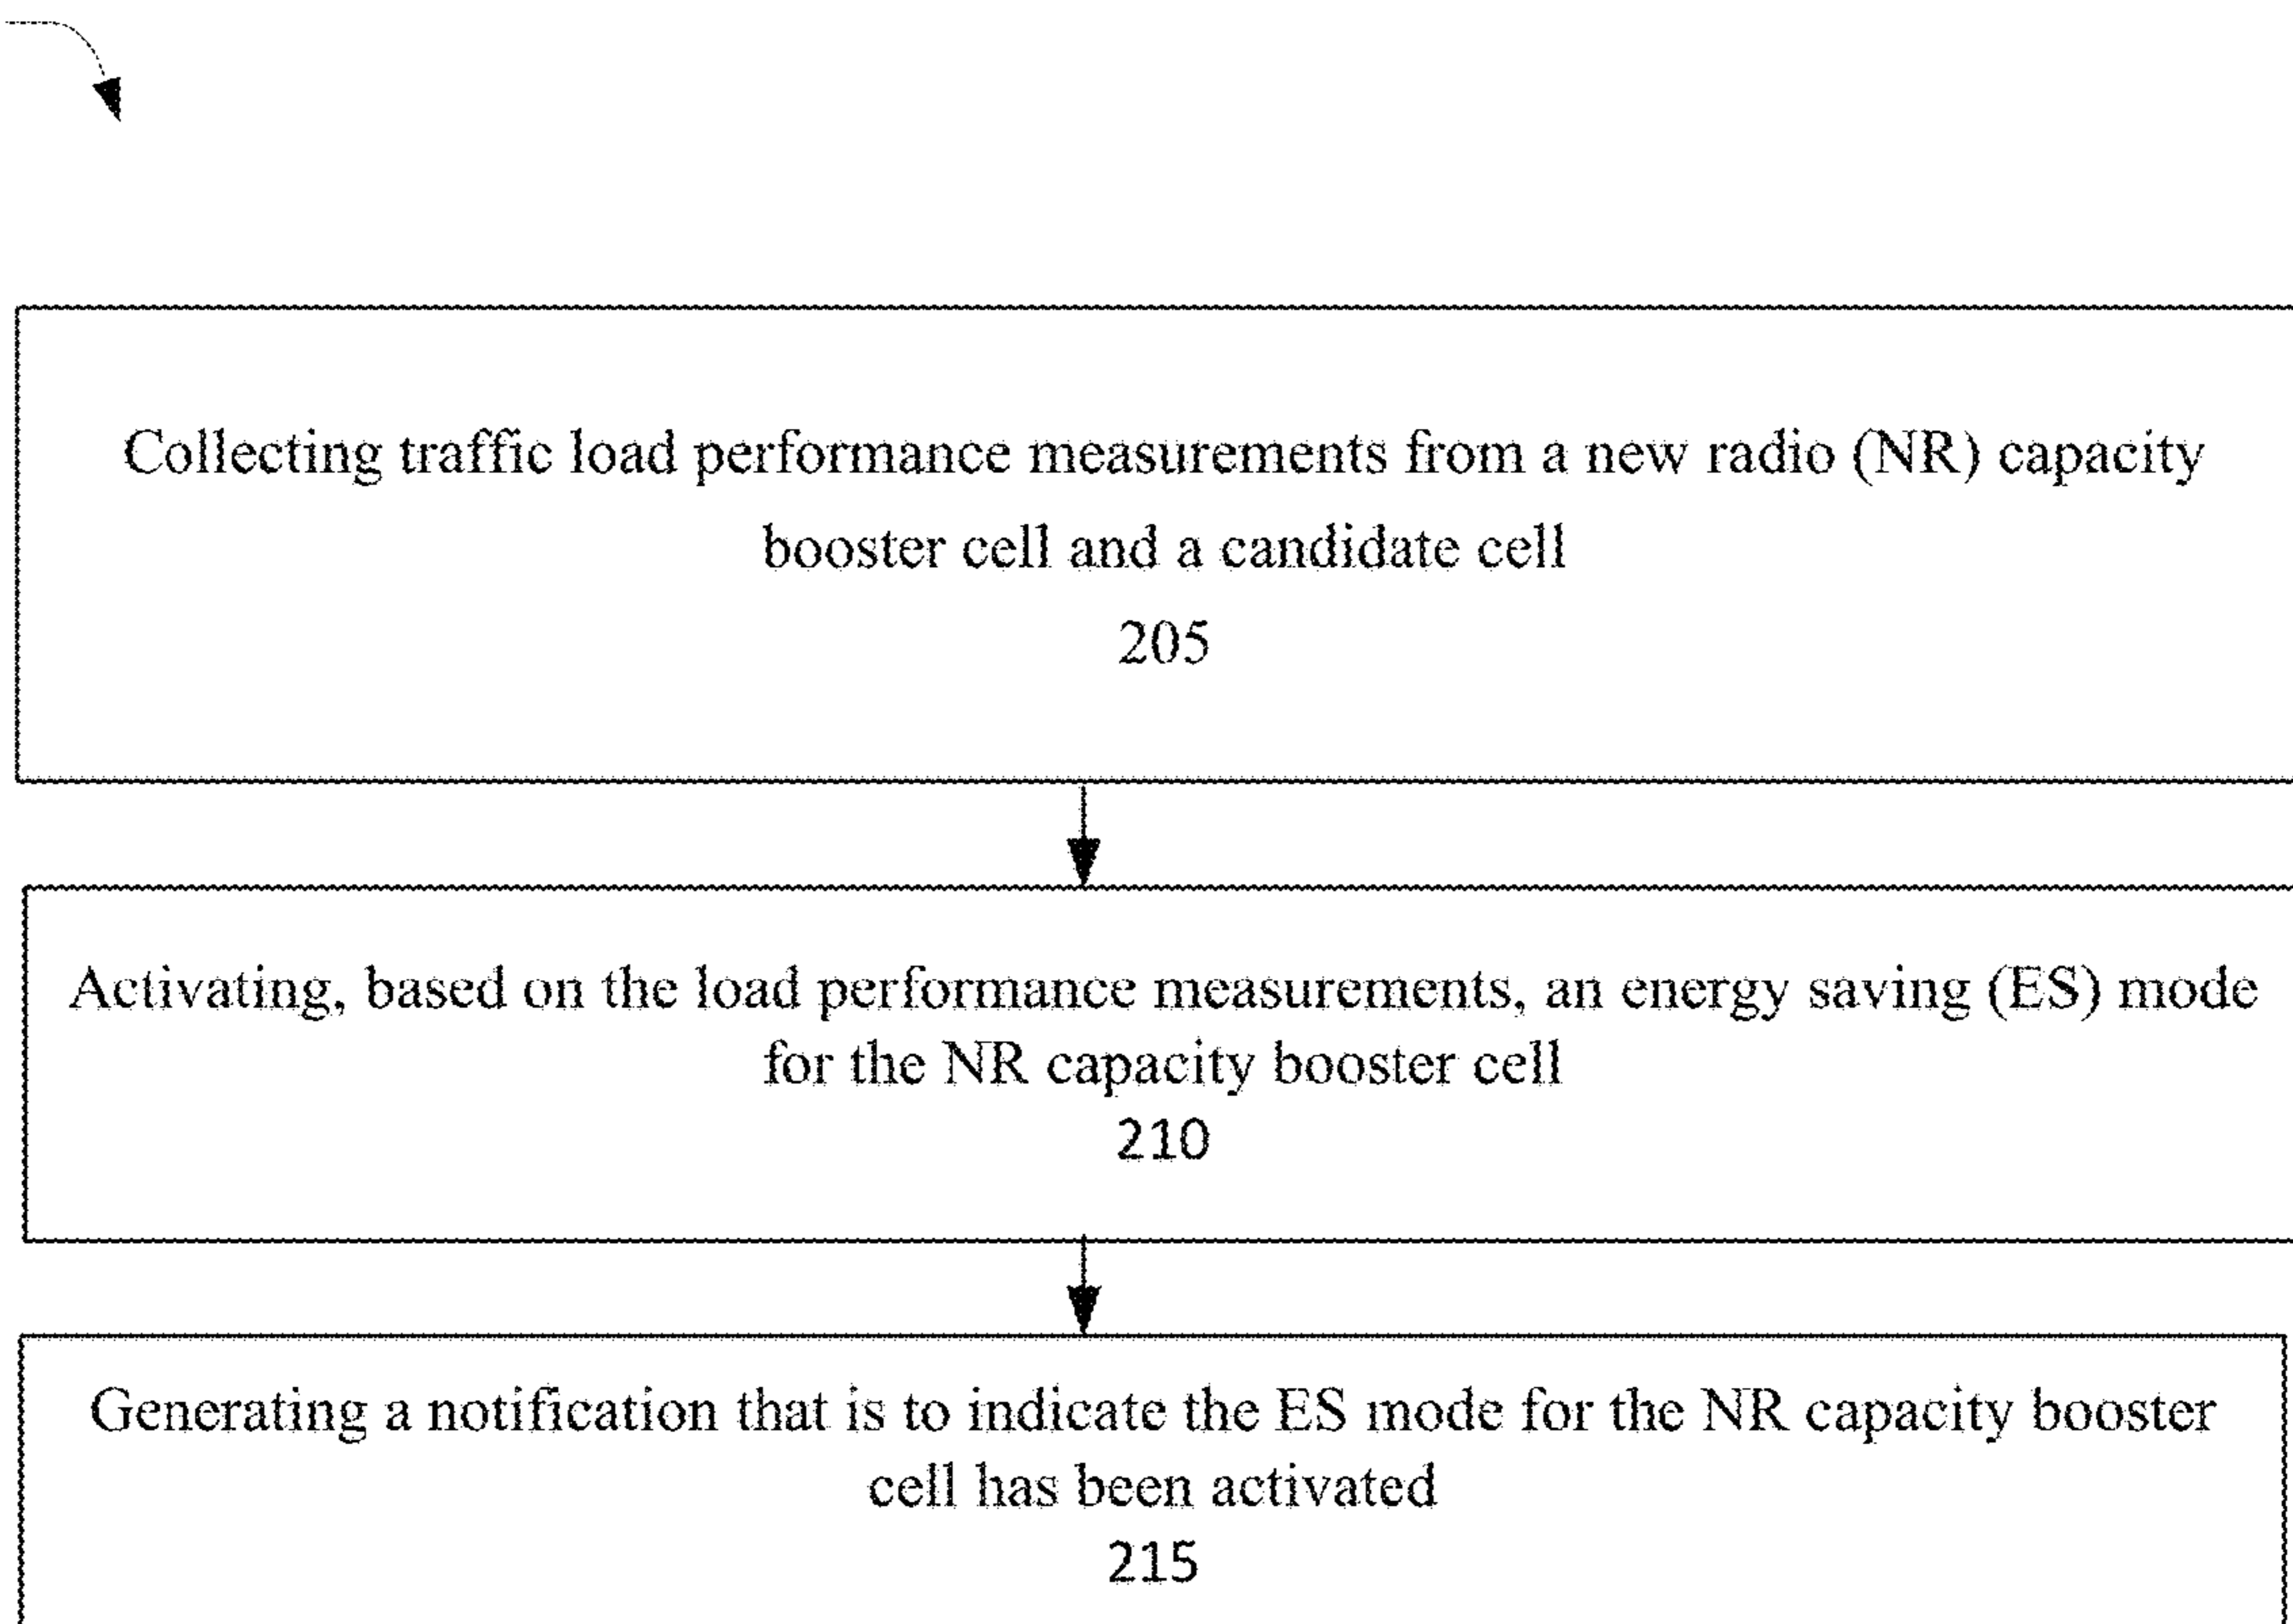 Collecting traffic load performance measurements from a new radio (NR) capacity
booster cell and a candidate cell
205
Activating, based on the load performance measurements, an energy saving (ES) mode
for the NR capacity booster cell
210
Generating a notification that is to indicate the ES mode for the NR capacity booster
cell has been activated
215